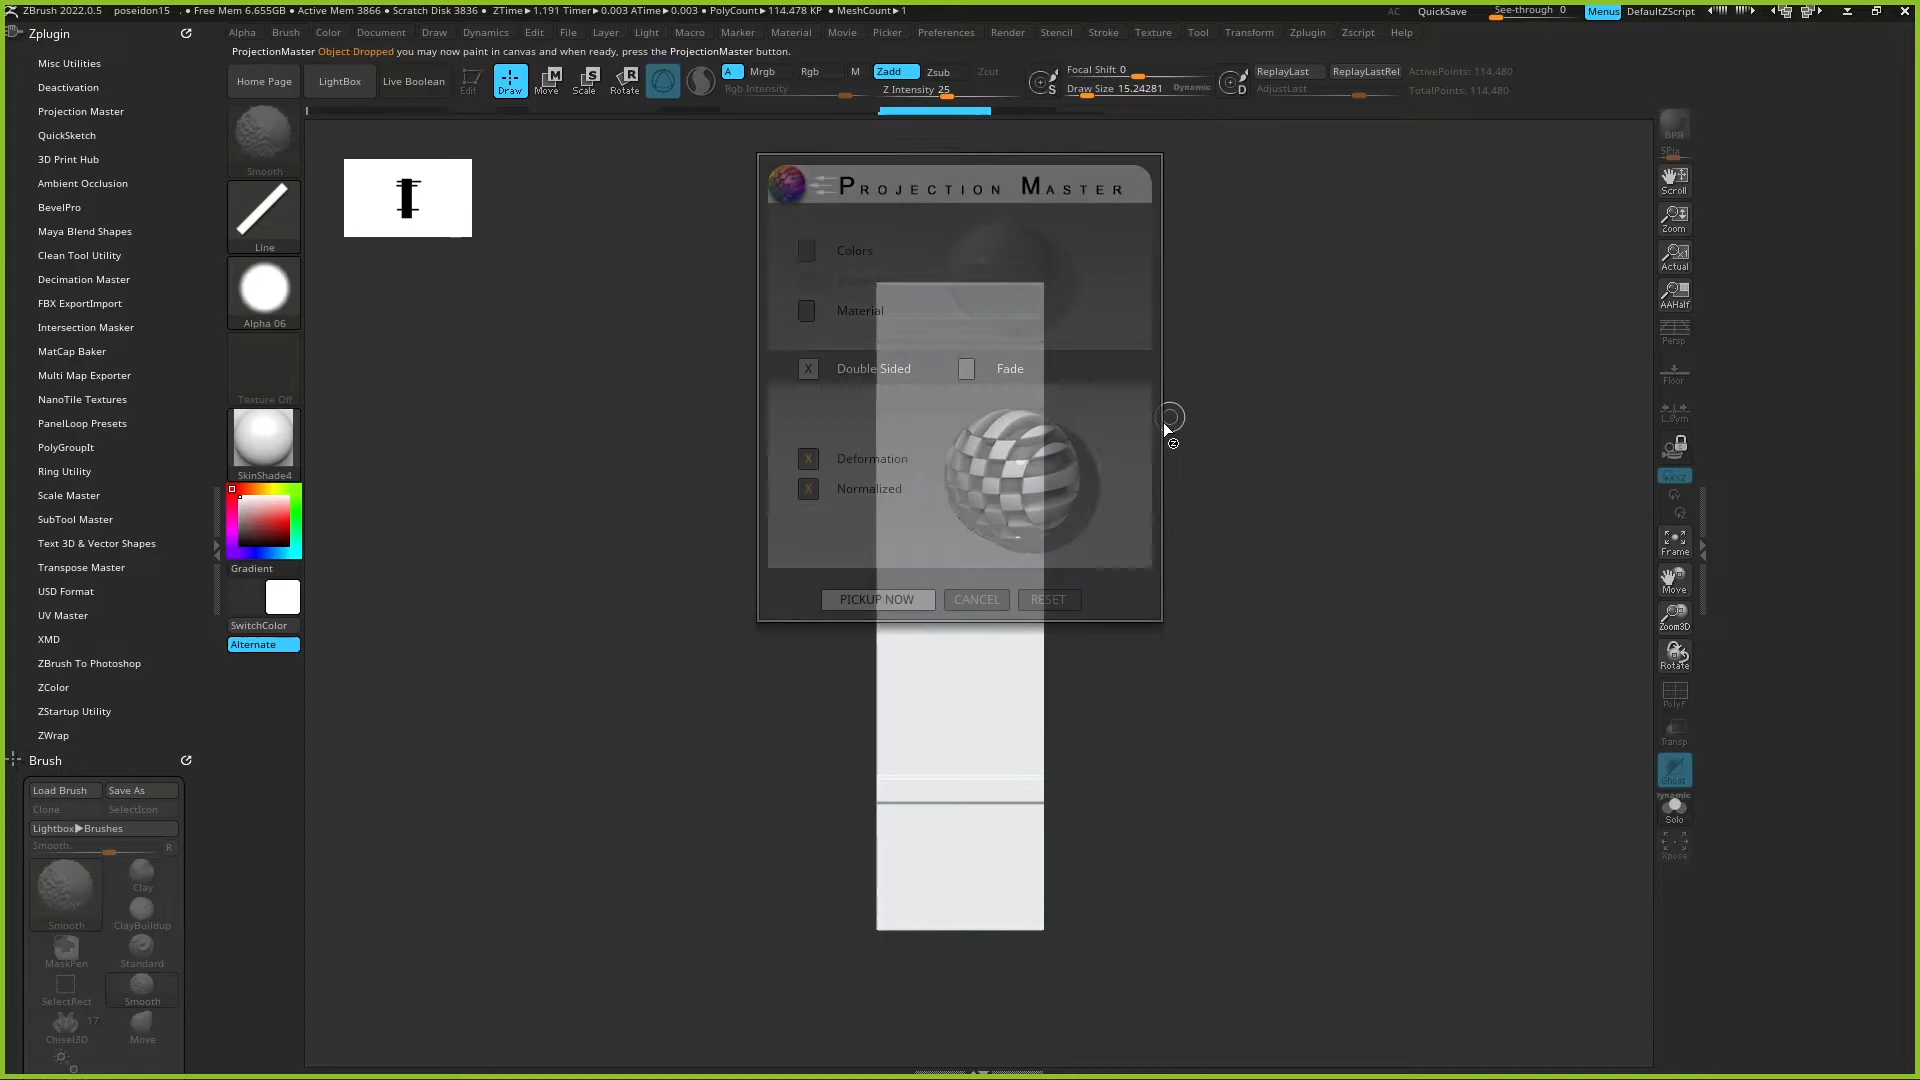 ZBrush 2022.0.5 poseidon15 . • Free Mem 6.655GB • Active Mem 3866 • Scratch Disk 3836 • ZTime▶1.191 Timer▶0.003 ATime▶0.003 • PolyCount▶114.478 KP • MeshCount▶1 AC QuickSave See-through 0 Menus DefaultZScript
Zplugin
Alpha Brush Color Document Draw Dynamics Edit File Layer Light Macro Marker Material Movie Picker Preferences Render Stencil Stroke Texture Tool Transform Zplugin Zscript Help
ProjectionMaster Object Dropped you may now paint in canvas and when ready, press the ProjectionMaster button.
Home Page LightBox Live Boolean Edit Draw Move Scale Rotate
A Mrgb Rgb M Zadd Zsub Zcut
Rgb Intensity Z Intensity 25
Focal Shift 0
Draw Size 15.24281 Dynamic
S D
ReplayLast ReplayLastRel ActivePoints: 114,480
AdjustLast TotalPoints: 114,480
Misc Utilities
Deactivation
Projection Master
QuickSketch
3D Print Hub
Ambient Occlusion
BevelPro
Maya Blend Shapes
Clean Tool Utility
Decimation Master
FBX ExportImport
Intersection Masker
MatCap Baker
Multi Map Exporter
NanoTile Textures
PanelLoop Presets
PolyGroupIt
Ring Utility
Scale Master
SubTool Master
Text 3D & Vector Shapes
Transpose Master
USD Format
UV Master
XMD
ZBrush To Photoshop
ZColor
ZStartup Utility
ZWrap
Brush
Load Brush Save As
Clone SelectIcon
Lightbox▶Brushes
Smooth. R
Smooth
Clay
ClayBuildup
MaskPen Standard
SelectRect Smooth
17
Chisel3D Move
Smooth
Line
Alpha 06
Texture Off
SkinShade4
Gradient
SwitchColor
Alternate
Projection Master
Colors
Material
X Double Sided Fade
X Deformation
X Normalized
PICKUP NOW CANCEL RESET
BPR
SPix
Scroll
Zoom
Actual
AAHalf
Persp
Floor
L.Sym
XYZ
Frame
Move
Zoom3D
Rotate
PolyF
Transp
Ghost
Dynamic
Solo
Xpose